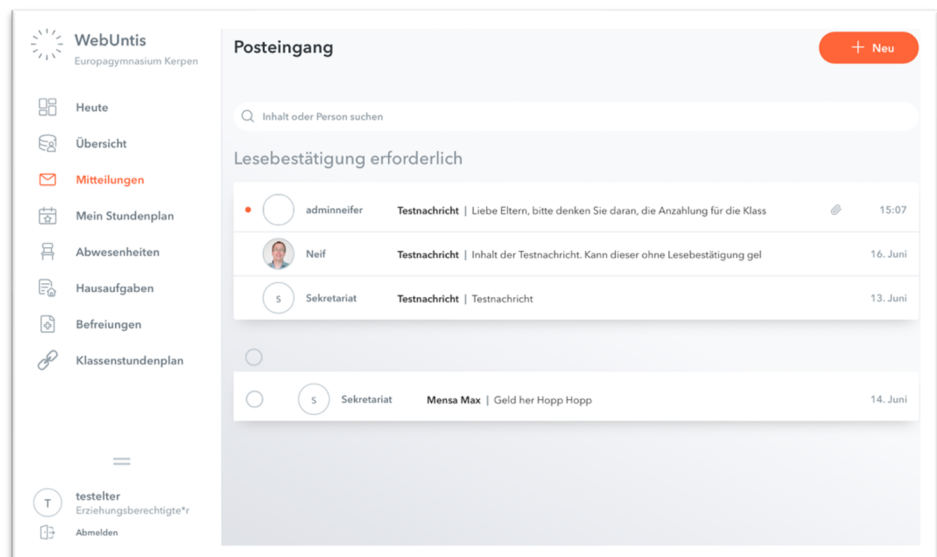 WebUntis
Europagymnasium Kerpen
Heute
Übersicht
Mitteilungen
Mein Stundenplan
Abwesenheiten
Hausaufgaben
Befreiungen
Klassenstundenplan
T
testelter
Erziehungsberechtigte*r
Abmelden
Posteingang
+ Neu
Inhalt oder Person suchen
Lesebestätigung erforderlich
adminneifer Testnachricht | Liebe Eltern, bitte denken Sie daran, die Anzahlung für die Klass 15:07
Neif Testnachricht | Inhalt der Testnachricht. Kann dieser ohne Lesebestätigung gel 16. Juni
S Sekretariat Testnachricht | Testnachricht 13. Juni
S Sekretariat Mensa Max | Geld her Hopp Hopp 14. Juni